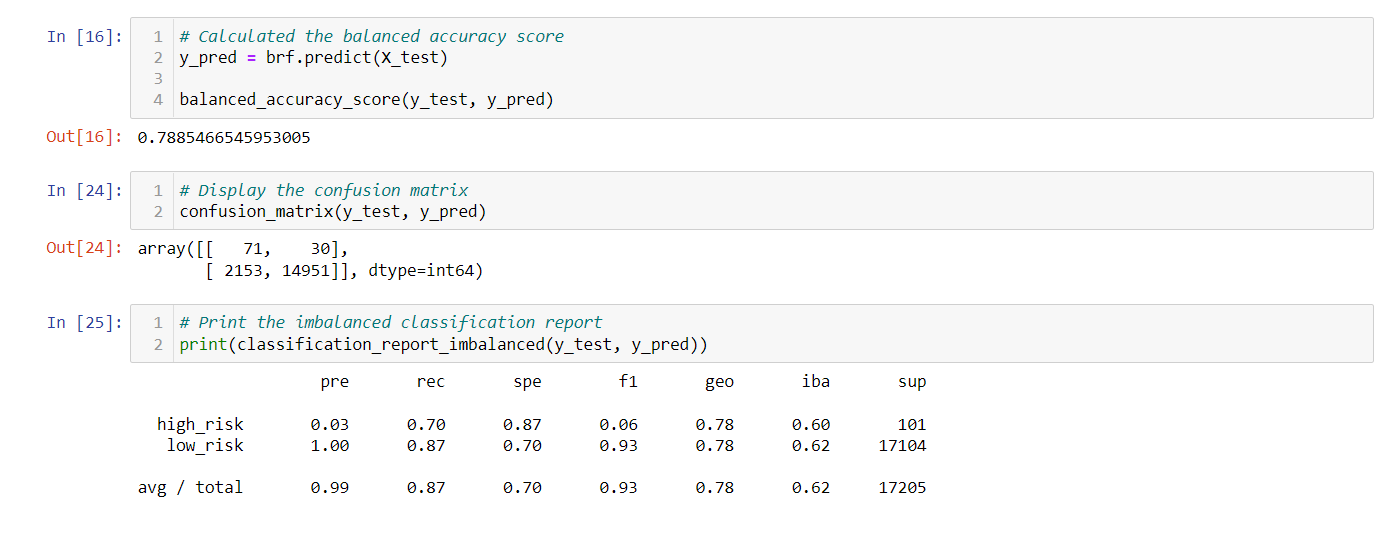 In [16]:
1 # Calculated the balanced accuracy score
2 y_pred = brf.predict(X_test)
3
4 balanced_accuracy_score(y_test, y_pred)
Out[16]: 0.7885466545953005
In [24]:
1 # Display the confusion matrix
2 confusion_matrix(y_test, y_pred)
Out[24]: array([[   71,    30],
       [ 2153, 14951]], dtype=int64)
In [25]:
1 # Print the imbalanced classification report
2 print(classification_report_imbalanced(y_test, y_pred))
                   pre       rec       spe        f1       geo       iba       sup
  high_risk       0.03      0.70      0.87      0.06      0.78      0.60       101
   low_risk       1.00      0.87      0.70      0.93      0.78      0.62     17104
avg / total       0.99      0.87      0.70      0.93      0.78      0.62     17205